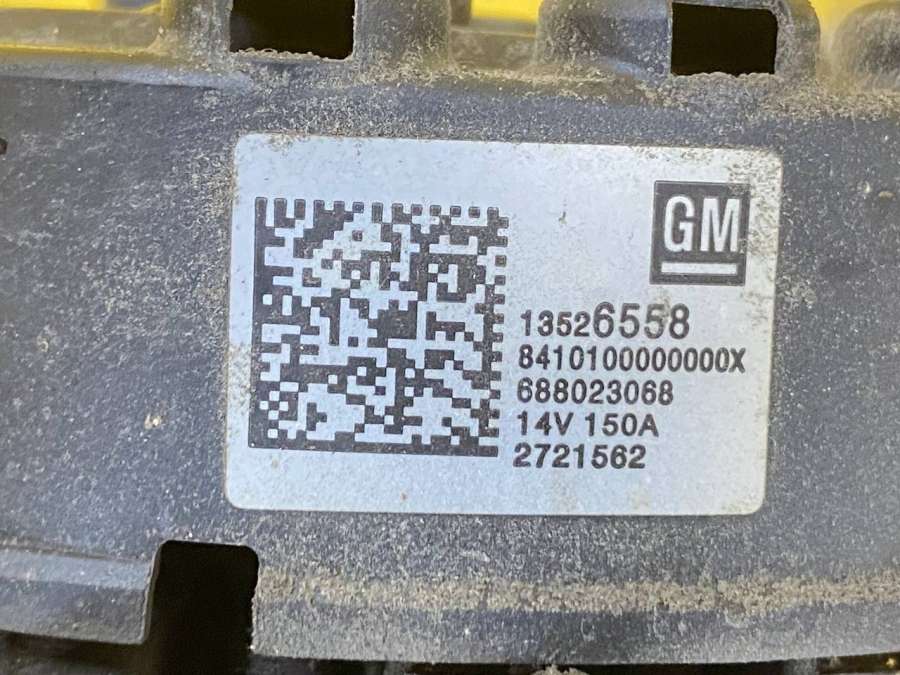 GM
13526558
8410100000000X
688023068
14V 150A
2721562